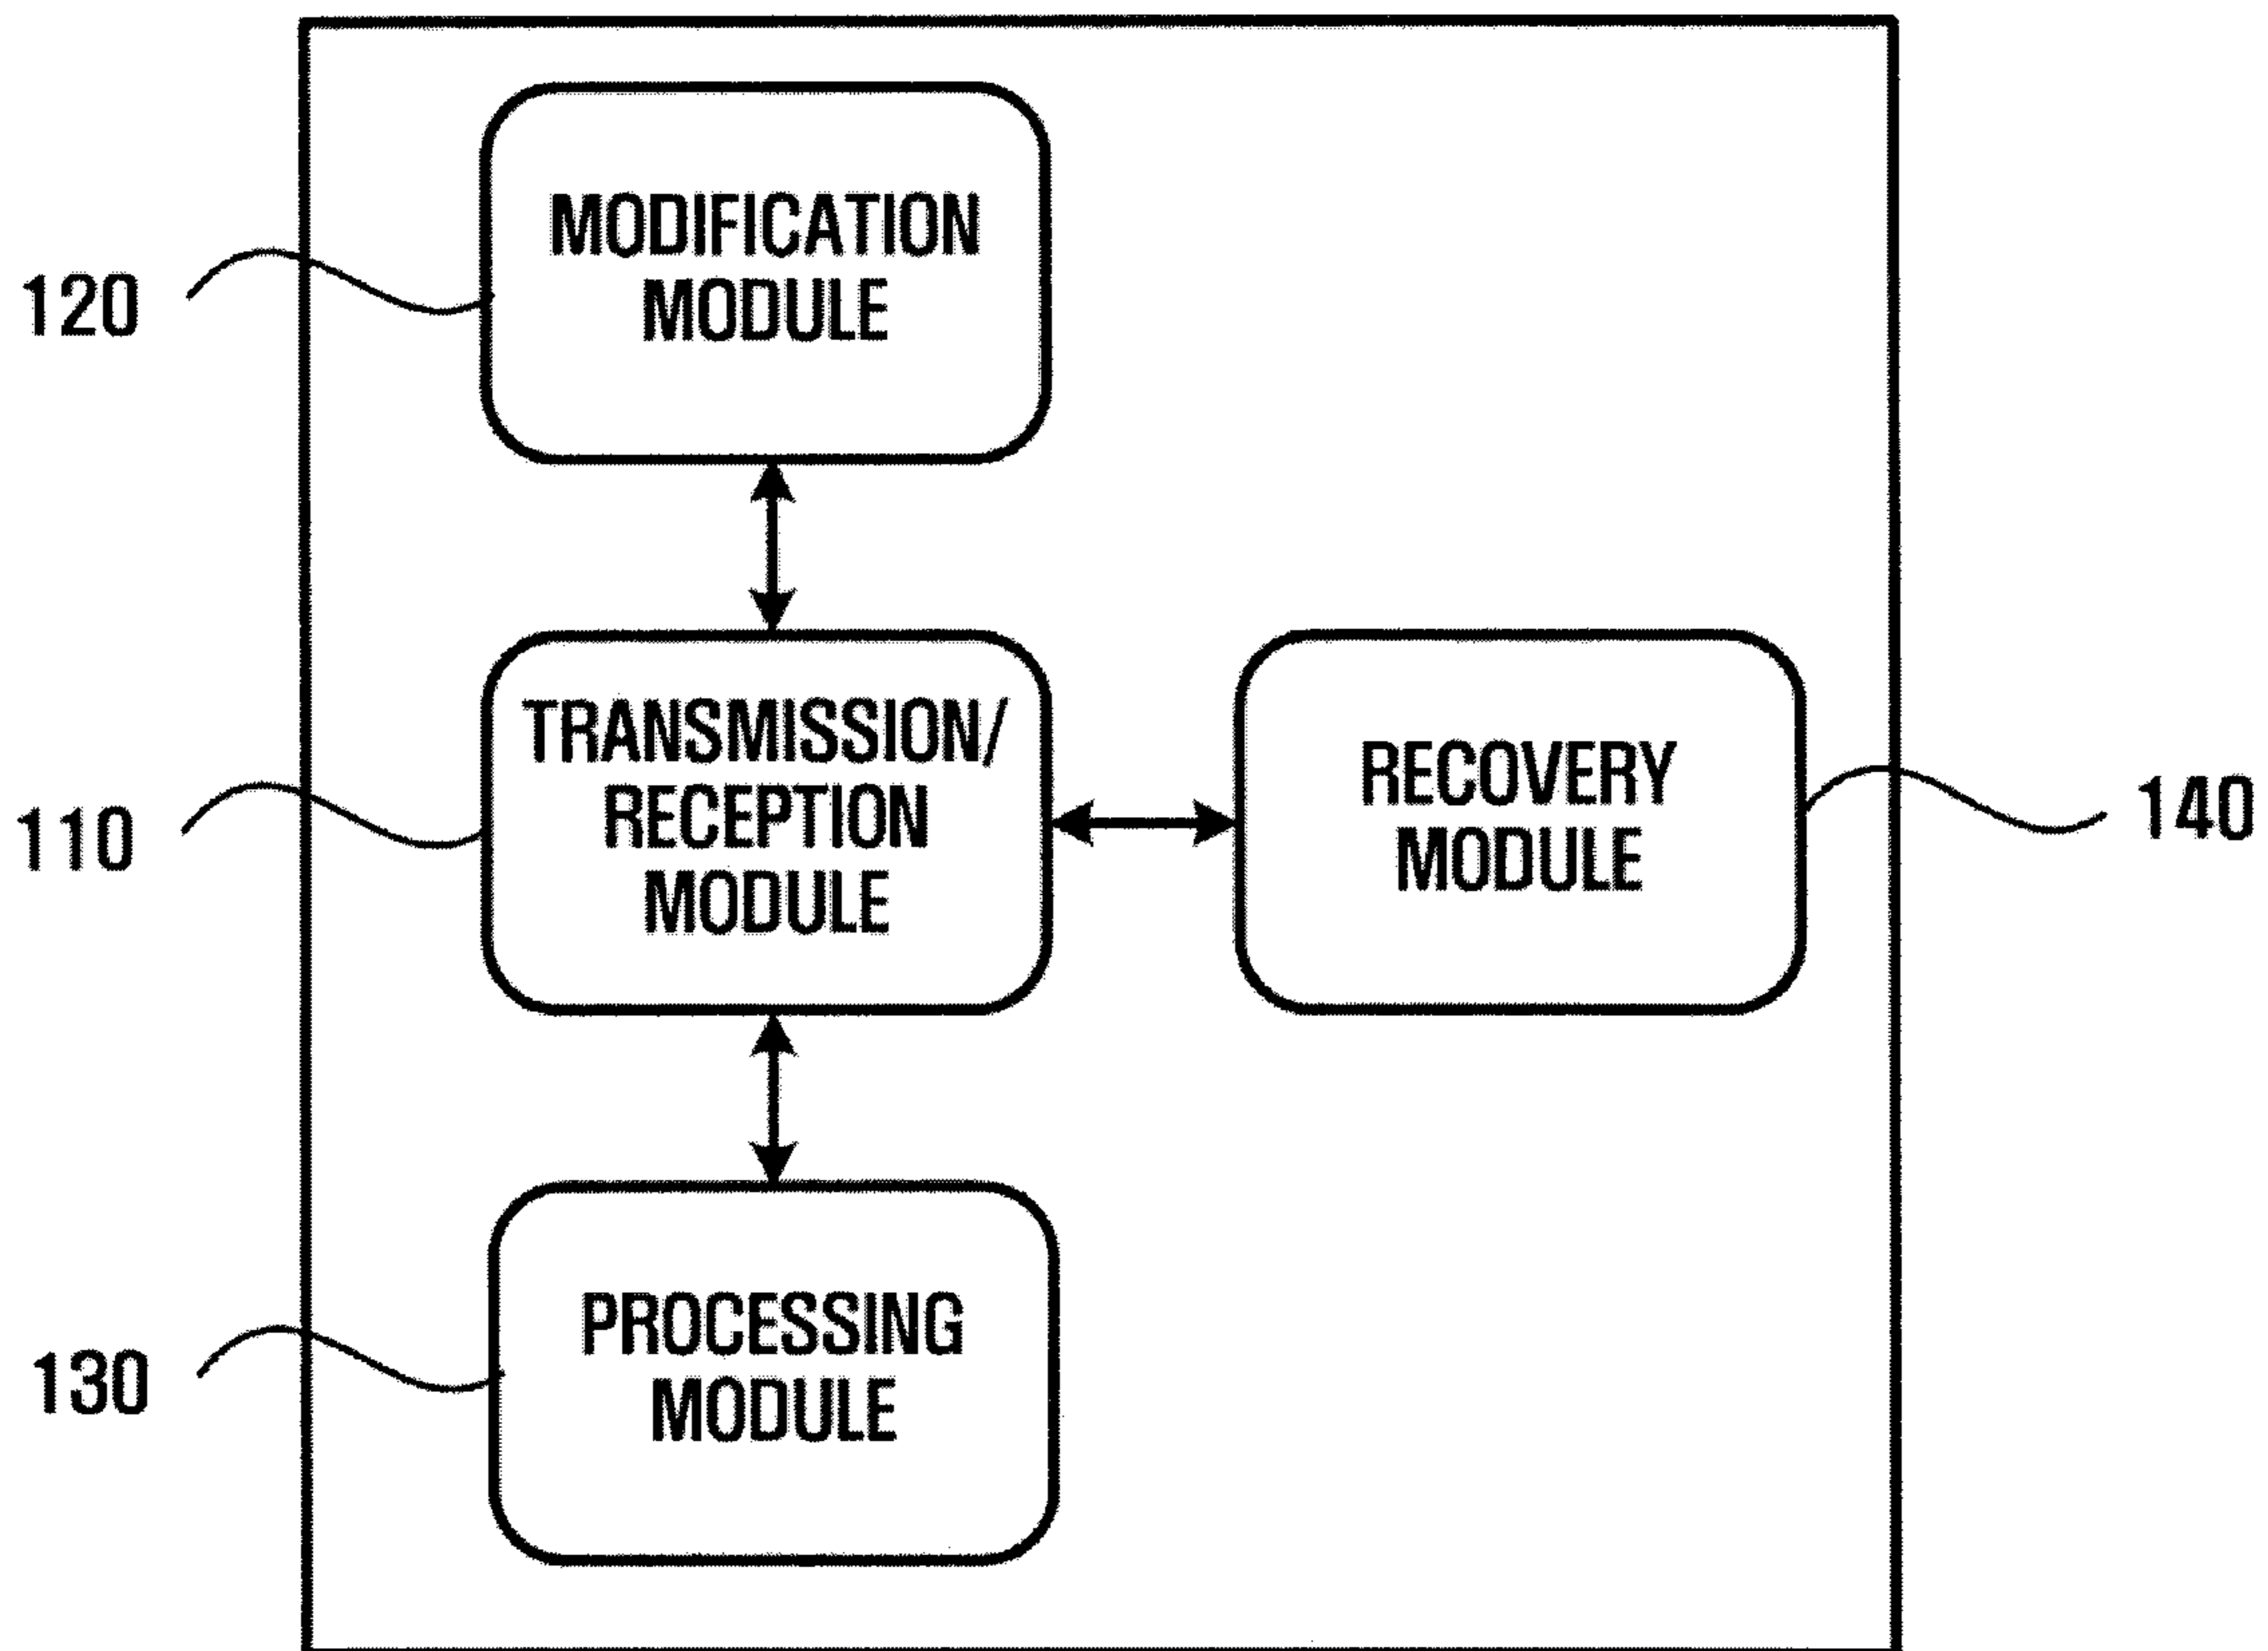 MODIFICATION
MODULE
120
TRANSMISSION/
RECEPTION
MODULE
110
RECOVERY
MODULE
140
PROCESSING
MODULE
130